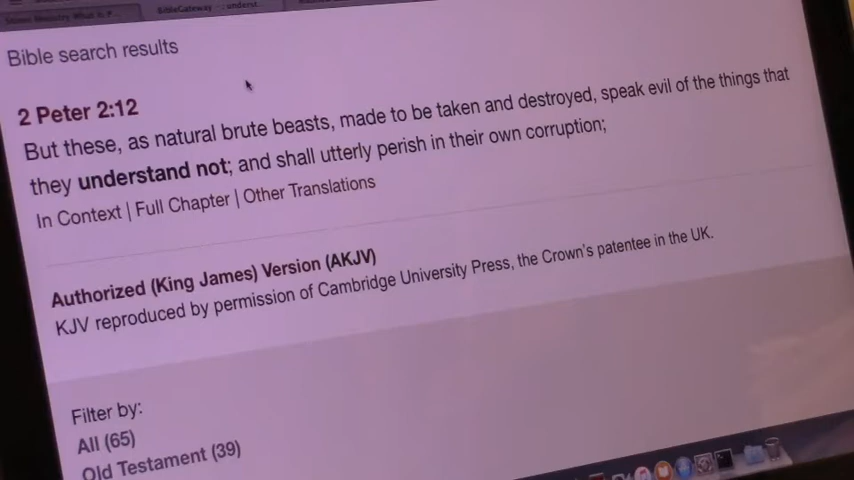 BibleGateway - : underst...
Bible search results
2 Peter 2:12
But these, as natural brute beasts, made to be taken and destroyed, speak evil of the things that
they understand not; and shall utterly perish in their own corruption;
In Context | Full Chapter | Other Translations
Authorized (King James) Version (AKJV)
KJV reproduced by permission of Cambridge University Press, the Crown's patentee in the UK.
Filter by:
All (65)
Old Testament (39)